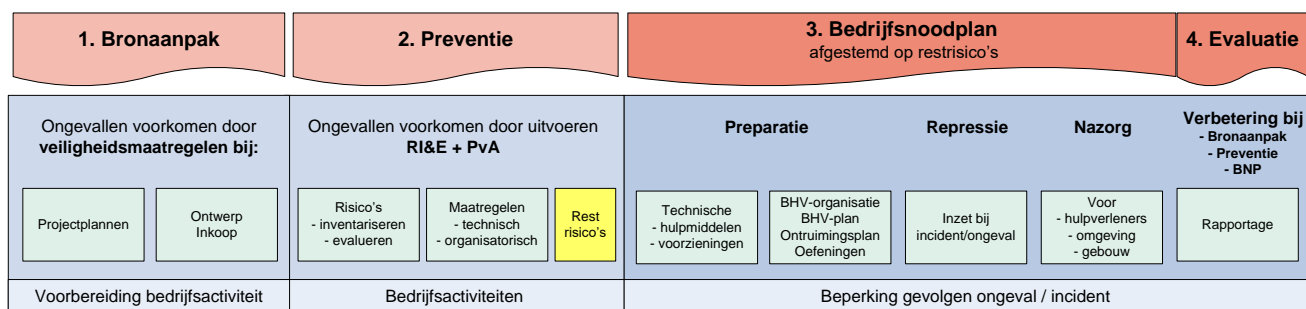 1. Bronaanpak
2. Preventie
3. Bedrijfsnoodplan
afgestemd op restrisico's
4. Evaluatie
Ongevallen voorkomen door
veiligheidsmaatregelen bij:
Projectplannen
Ontwerp
Inkoop
Voorbereiding bedrijfsactiviteit
Ongevallen voorkomen door uitvoeren
RI&E + PvA
Risico's
- inventariseren
- evalueren
Maatregelen
- technisch
- organisatorisch
Rest
risico's
Bedrijfsactiviteiten
Preparatie
Technische
- hulpmiddelen
- voorzieningen
BHV-organisatie
BHV-plan
Ontruimingsplan
Oefeningen
Repressie
Inzet bij
incident/ongeval
Nazorg
Voor
- hulpverleners
- omgeving
- gebouw
Verbetering bij
- Bronaanpak
- Preventie
- BNP
Rapportage
Beperking gevolgen ongeval / incident